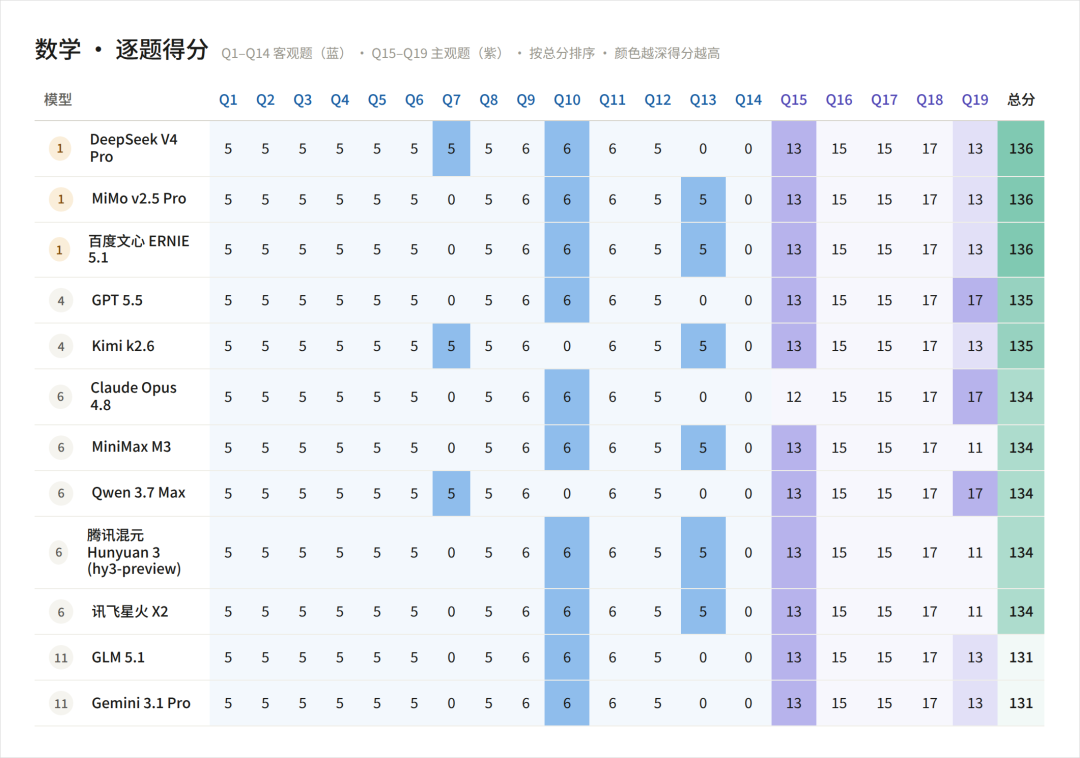 数学 · 逐题得分 Q1–Q14 客观题（蓝） · Q15–Q19 主观题（紫） · 按总分排序 · 颜色越深得分越高
模型 Q1 Q2 Q3 Q4 Q5 Q6 Q7 Q8 Q9 Q10 Q11 Q12 Q13 Q14 Q15 Q16 Q17 Q18 Q19 总分
1 DeepSeek V4
Pro 5 5 5 5 5 5 5 5 6 6 6 5 0 0 13 15 15 17 13 136
1 MiMo v2.5 Pro 5 5 5 5 5 5 0 5 6 6 6 5 5 0 13 15 15 17 13 136
1 百度文心 ERNIE
5.1 5 5 5 5 5 5 0 5 6 6 6 5 5 0 13 15 15 17 13 136
4 GPT 5.5 5 5 5 5 5 5 0 5 6 6 6 5 0 0 13 15 15 17 17 135
4 Kimi k2.6 5 5 5 5 5 5 5 5 6 0 6 5 5 0 13 15 15 17 13 135
6 Claude Opus
4.8 5 5 5 5 5 5 0 5 6 6 6 5 0 0 12 15 15 17 17 134
6 MiniMax M3 5 5 5 5 5 5 0 5 6 6 6 5 5 0 13 15 15 17 11 134
6 Qwen 3.7 Max 5 5 5 5 5 5 5 5 6 0 6 5 0 0 13 15 15 17 17 134
腾讯混元
6 Hunyuan 3 5 5 5 5 5 5 0 5 6 6 6 5 5 0 13 15 15 17 11 134
(hy3-preview)
6 讯飞星火 X2 5 5 5 5 5 5 0 5 6 6 6 5 5 0 13 15 15 17 11 134
11 GLM 5.1 5 5 5 5 5 5 0 5 6 6 6 5 0 0 13 15 15 17 13 131
11 Gemini 3.1 Pro 5 5 5 5 5 5 0 5 6 6 6 5 0 0 13 15 15 17 13 131